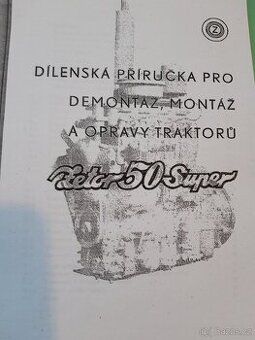 Z
DÍLENSKÁ PŘÍRUČKA PRO
DEMONTÁŽ, MONTÁŽ
A OPRAVY TRAKTORŮ
Zetor 50 Super